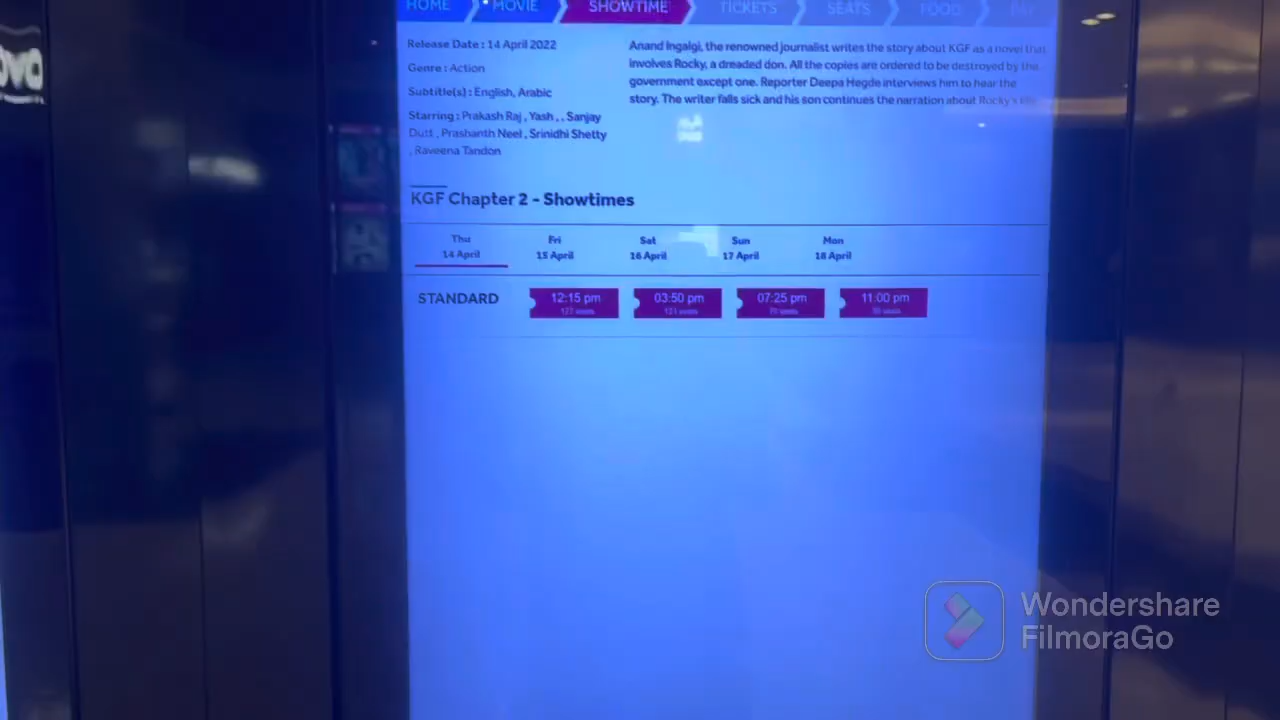 HOME
MOVIE
SHOWTIME
TICKETS
SEATS
FOOD
PAY
ovo
Release Date : 14 April 2022
Genre : Action
Subtitle(s) : English, Arabic
Starring : Prakash Raj , Yash , , Sanjay
Dutt , Prashanth Neel , Srinidhi Shetty
, Raveena Tandon
Anand Ingalgi, the renowned journalist writes the story about KGF as a novel that
involves Rocky, a dreaded don. All the copies are ordered to be destroyed by the
government except one. Reporter Deepa Hegde interviews him to hear the
story. The writer falls sick and his son continues the narration about Rocky's
KGF Chapter 2 - Showtimes
Thu
14 April
Fri
15 April
Sat
16 April
Sun
17 April
Mon
18 April
STANDARD
12:15 pm
03:50 pm
07:25 pm
11:00 pm
Wondershare
FilmoraGo